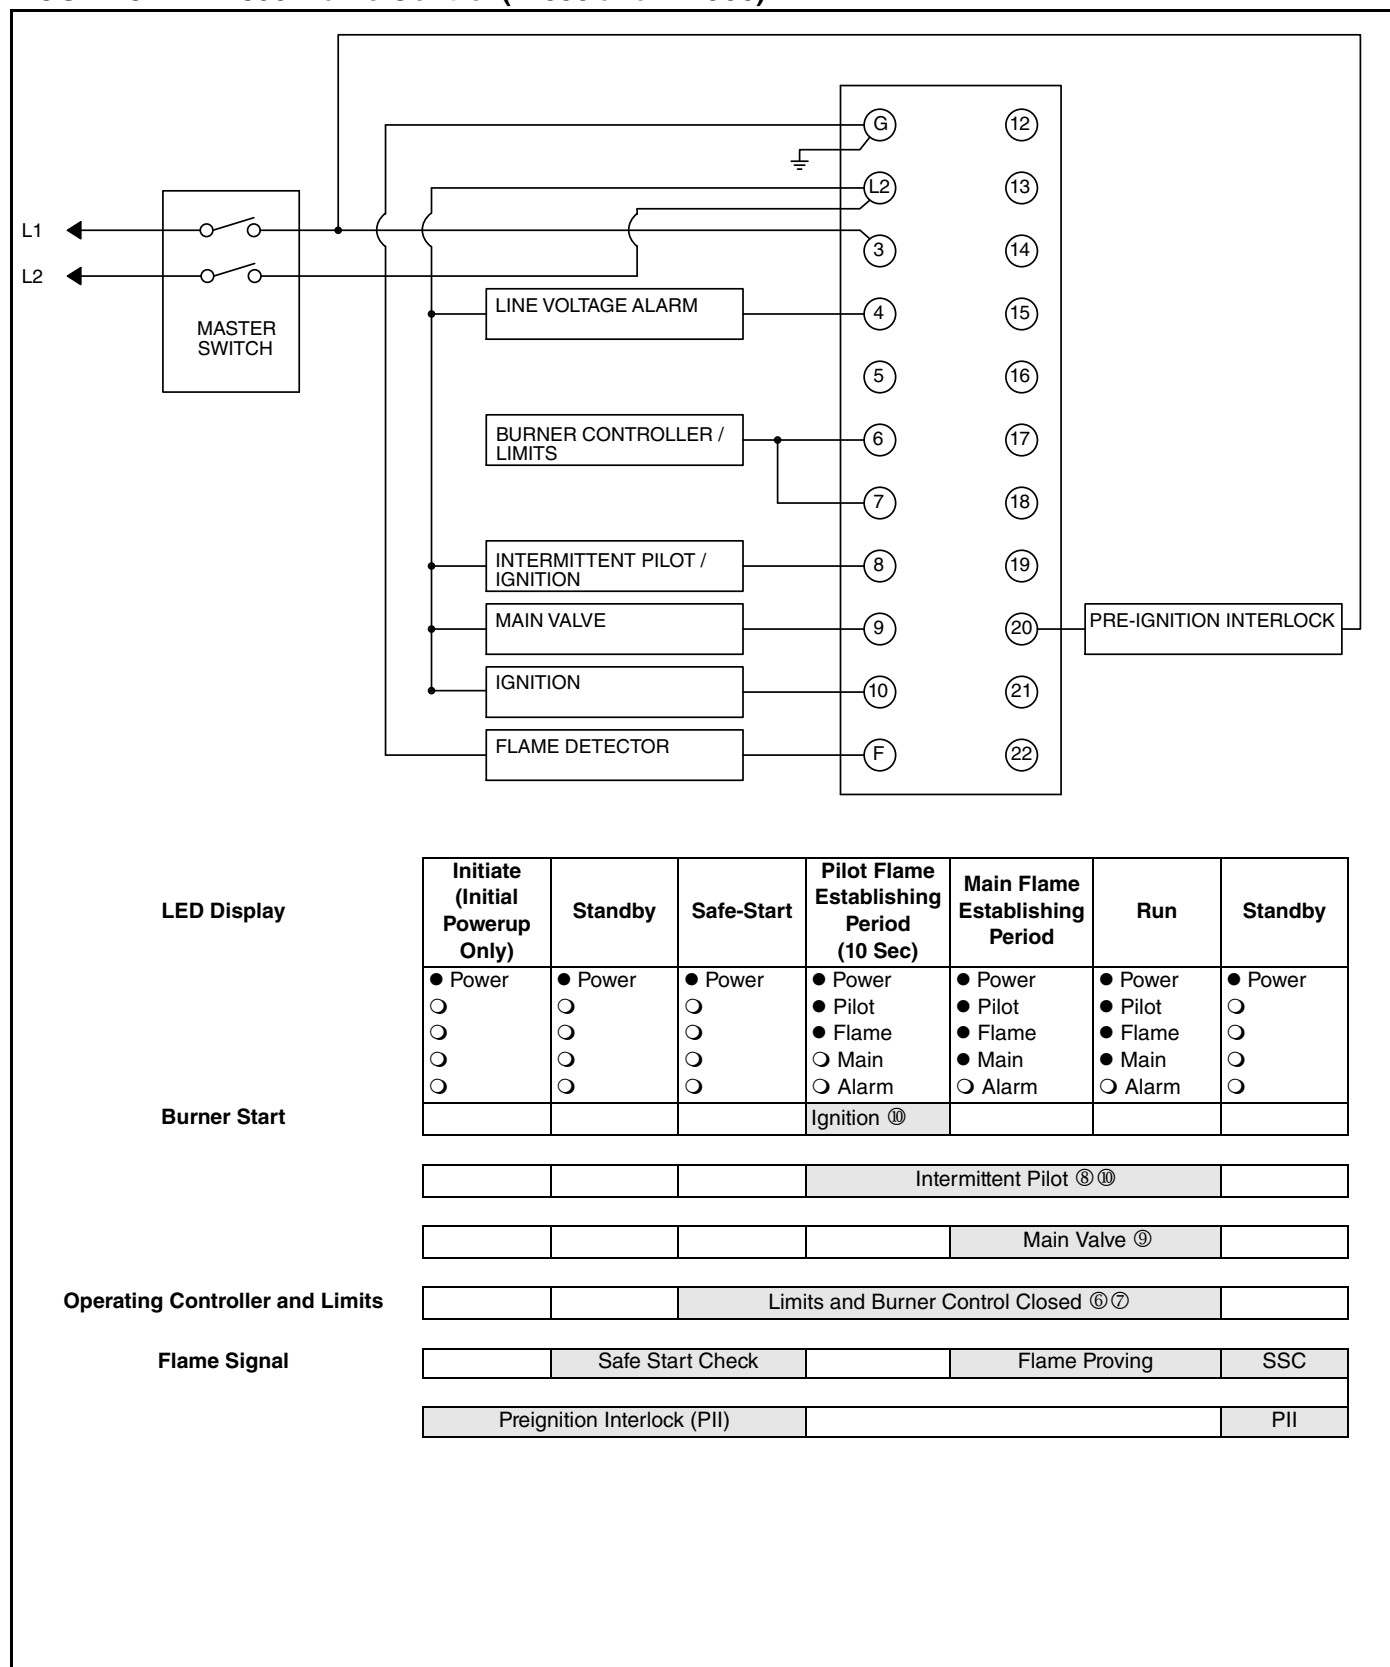 G
12
L2
13
L1
3
14
L2
LINE VOLTAGE ALARM
4
15
MASTER
SWITCH
5
16
BURNER CONTROLLER /
LIMITS
6
17
7
18
INTERMITTENT PILOT /
IGNITION
8
19
MAIN VALVE
9
20
PRE-IGNITION INTERLOCK
IGNITION
10
21
FLAME DETECTOR
F
22
LED Display
Initiate
(Initial
Powerup
Only)
Standby
Safe-Start
Pilot Flame
Establishing
Period
(10 Sec)
Main Flame
Establishing
Period
Run
Standby
● Power ● Power ● Power ● Power ● Power ● Power ● Power
❍ ❍ ❍ ● Pilot ● Pilot ● Pilot ❍
❍ ❍ ❍ ● Flame ● Flame ● Flame ❍
❍ ❍ ❍ ❍ Main ● Main ● Main ❍
❍ ❍ ❍ ❍ Alarm ❍ Alarm ❍ Alarm ❍
Burner Start Ignition ⑩
Intermittent Pilot ⑧⑩
Main Valve ⑨
Operating Controller and Limits Limits and Burner Control Closed ⑥⑦
Flame Signal Safe Start Check Flame Proving SSC
Preignition Interlock (PII) PII